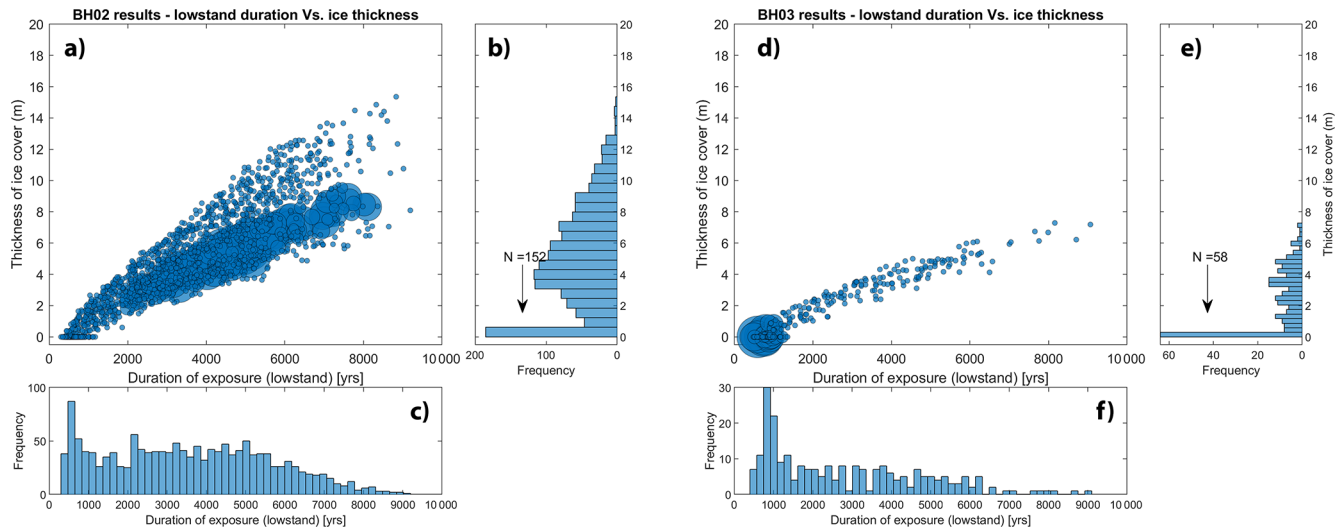 BH02 results - lowstand duration Vs. ice thickness
a)
20
18
16
14
12
10
8
6
4
2
0
Thickness of ice cover (m)
0 2000 4000 6000 8000 10 000
Duration of exposure (lowstand) [yrs]
b)
N =152
20
18
16
14
12
10
8
6
4
2
0
200 100 0
Frequency
c)
100
50
0
Frequency
0 1000 2000 3000 4000 5000 6000 7000 8000 9000 10 000
Duration of exposure (lowstand) [yrs]
BH03 results - lowstand duration Vs. ice thickness
d)
20
18
16
14
12
10
8
6
4
2
0
Thickness of ice cover (m)
0 2000 4000 6000 8000 10 000
Duration of exposure (lowstand) [yrs]
e)
N =58
20
18
16
14
12
10
8
6
4
2
0
Thickness of ice cover (m)
60 40 20 0
Frequency
f)
30
20
10
0
Frequency
0 1000 2000 3000 4000 5000 6000 7000 8000 9000 10 000
Duration of exposure (lowstand) [yrs]